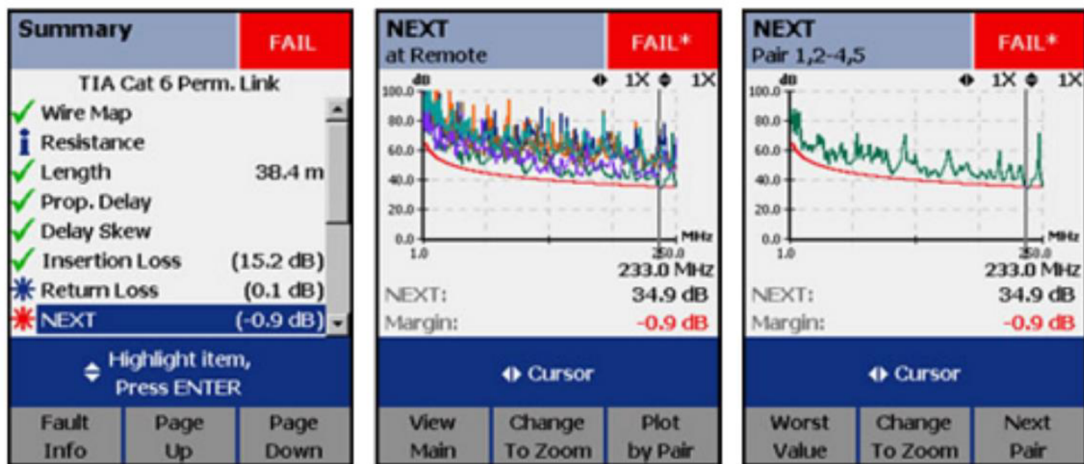 Summary
FAIL
TIA Cat 6 Perm. Link
Wire Map
Resistance
Length 38.4 m
Prop. Delay
Delay Skew
Insertion Loss (15.2 dB)
Return Loss (0.1 dB)
NEXT (-0.9 dB)
Highlight item,
Press ENTER
Fault Info
Page Up
Page Down
NEXT
at Remote
FAIL*
dB 1X 1X
100.0
80.0
60.0
40.0
20.0
0.0
MHz
1.0 250.0
233.0 MHz
NEXT: 34.9 dB
Margin: -0.9 dB
Cursor
View Main
Change To Zoom
Plot by Pair
NEXT
Pair 1,2-4,5
FAIL*
dB 1X 1X
100.0
80.0
60.0
40.0
20.0
0.0
MHz
1.0 250.0
233.0 MHz
NEXT: 34.9 dB
Margin: -0.9 dB
Cursor
Worst Value
Change To Zoom
Next Pair